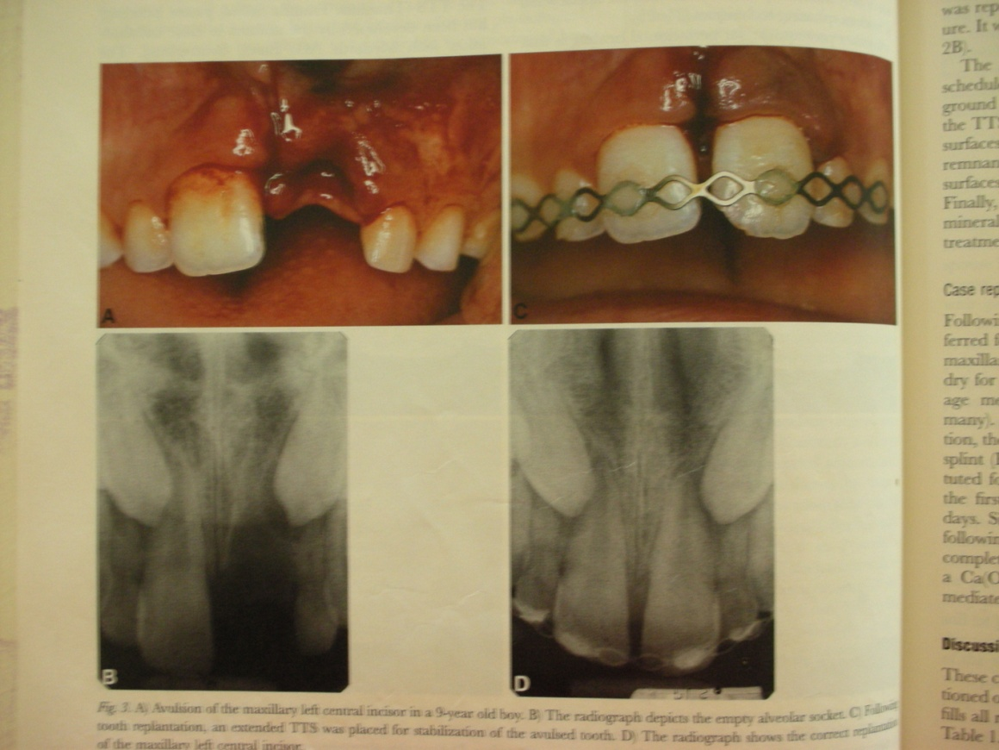 A
C
B
D
Fig. 3. A) Avulsion of the maxillary left central incisor in a 9-year old boy. B) The radiograph depicts the empty alveolar socket. C)
tooth replantation, an extended TTS was placed for stabilization of the avulsed tooth. D) The radiograph shows the correct
of the maxillary left central incisor.
was rep
ure. It w
2B).
The
schedul
ground
the TTS
surfaces
remnan
surfaces
Finally,
mineral
treatme
Case rep
Followi
ferred f
maxilla
dry for
age me
many).
tion, the
splint (
tuted fo
the firs
days. S
followin
complet
a Ca(O
mediate
Discussi
These c
tioned o
fills all
Table 1